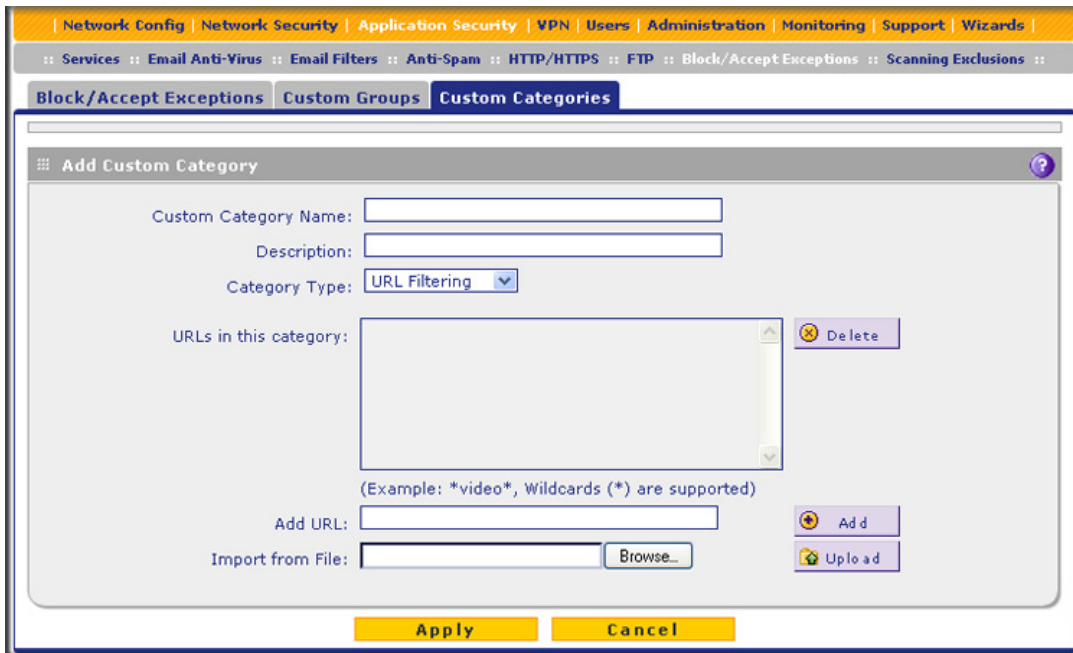 | Network Config | Network Security | Application Security | VPN | Users | Administration | Monitoring | Support | Wizards |
:: Services :: Email Anti-Virus :: Email Filters :: Anti-Spam :: HTTP/HTTPS :: FTP :: Block/Accept Exceptions :: Scanning Exclusions ::
Block/Accept Exceptions Custom Groups Custom Categories
Add Custom Category ?
Custom Category Name:
Description:
Category Type: URL Filtering
URLs in this category: Delete
(Example: *video*, Wildcards (*) are supported)
Add URL: Add
Import from File: Browse... Upload
Apply Cancel